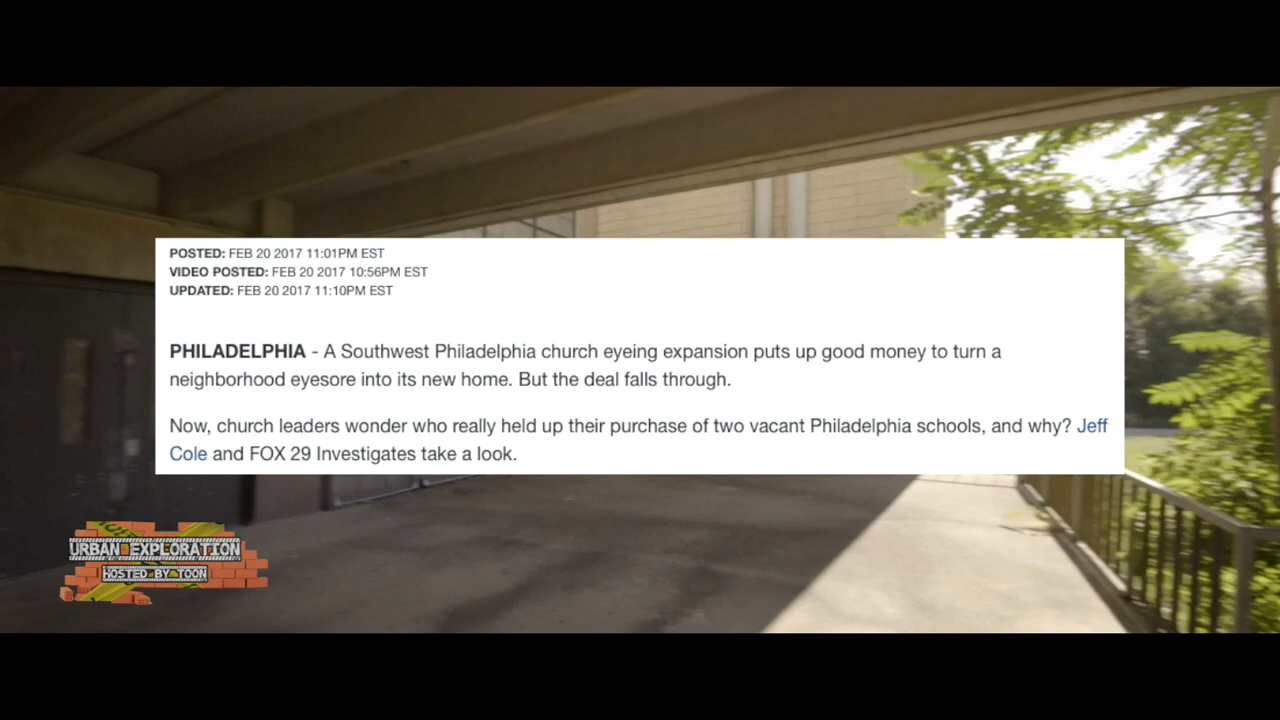 POSTED: FEB 20 2017 11:01PM EST
VIDEO POSTED: FEB 20 2017 10:56PM EST
UPDATED: FEB 20 2017 11:10PM EST
PHILADELPHIA - A Southwest Philadelphia church eyeing expansion puts up good money to turn a
neighborhood eyesore into its new home. But the deal falls through.
Now, church leaders wonder who really held up their purchase of two vacant Philadelphia schools, and why? Jeff
Cole and FOX 29 Investigates take a look.
URBAN EXPLORATION
HOSTED BY TOON